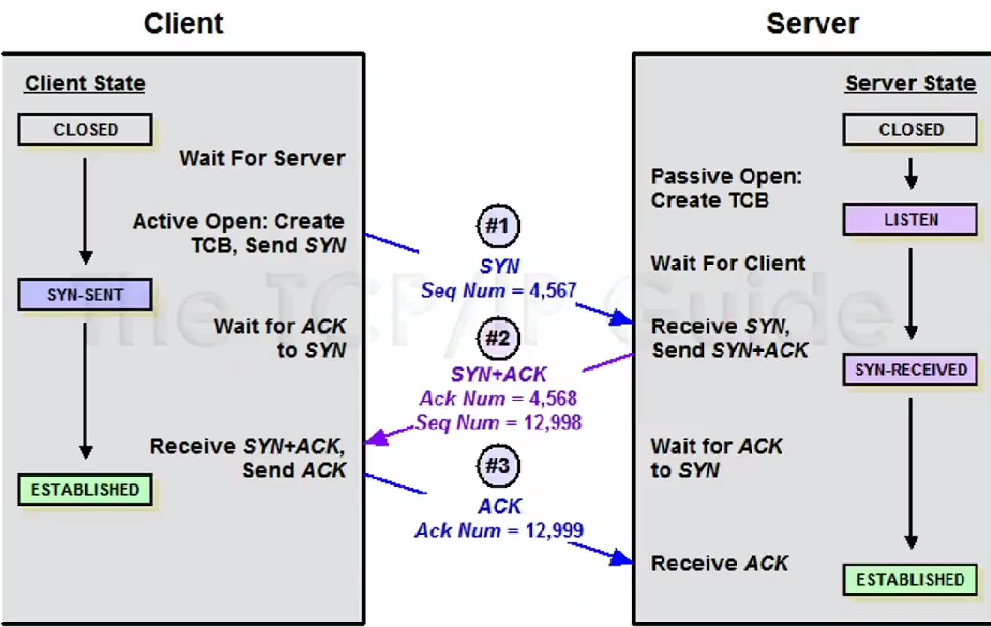 Client
Server
Client State
CLOSED
Wait For Server
Active Open: Create
TCB, Send SYN
SYN-SENT
Wait for ACK
to SYN
Receive SYN+ACK,
Send ACK
ESTABLISHED
#1
SYN
Seq Num = 4,567
#2
SYN+ACK
Ack Num = 4,568
Seq Num = 12,998
#3
ACK
Ack Num = 12,999
Server State
CLOSED
Passive Open:
Create TCB
LISTEN
Wait For Client
Receive SYN,
Send SYN+ACK
SYN-RECEIVED
Wait for ACK
to SYN
Receive ACK
ESTABLISHED
The TCP/IP Guide